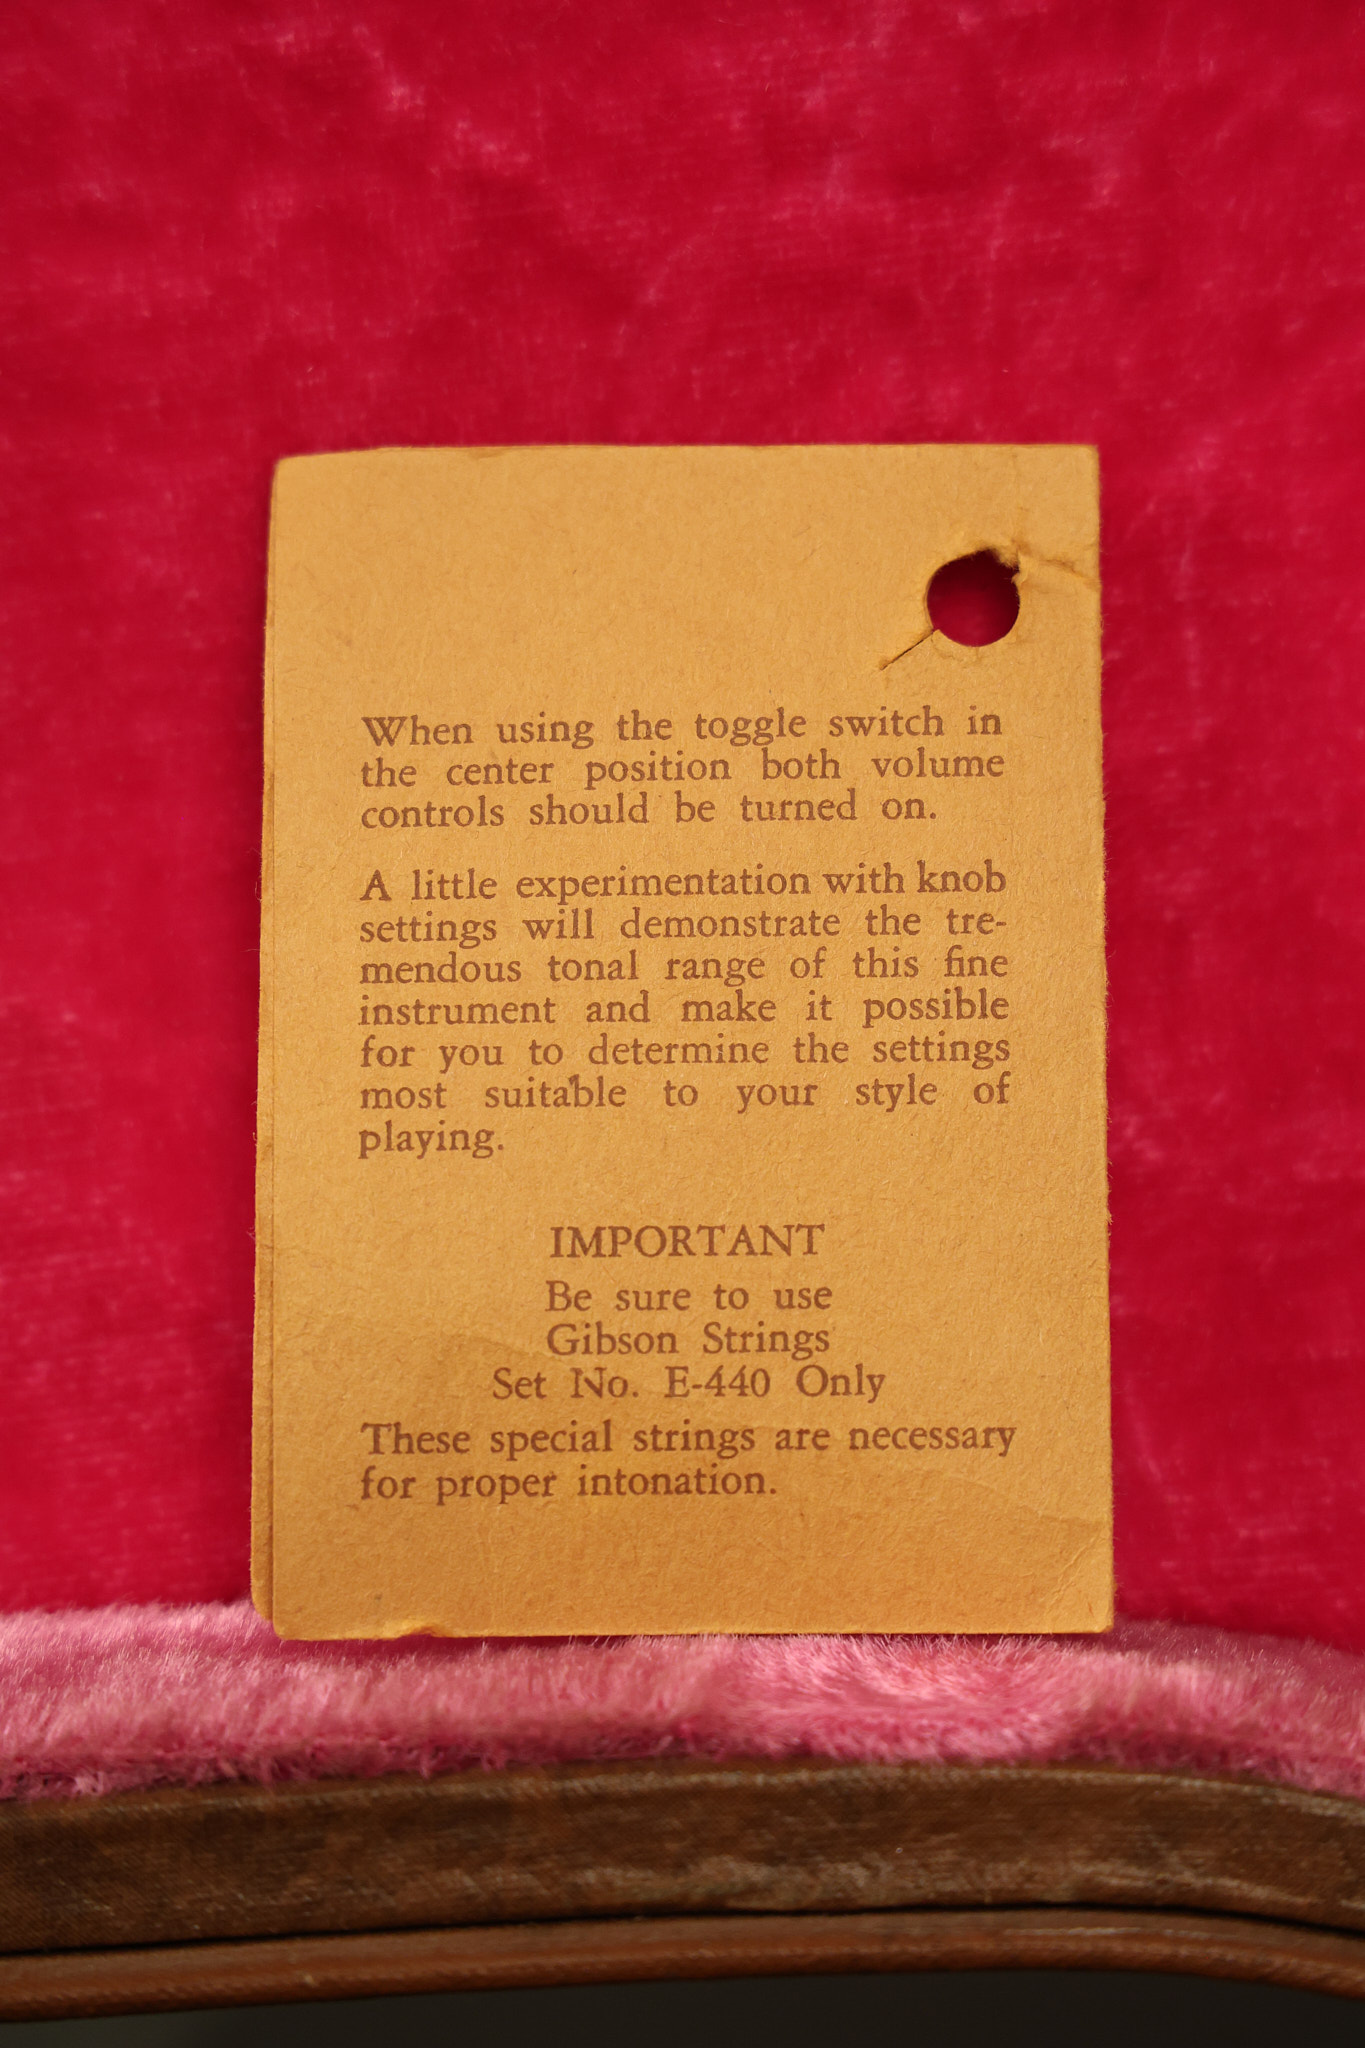 When using the toggle switch in
the center position both volume
controls should be turned on.
A little experimentation with knob
settings will demonstrate the tre-
mendous tonal range of this fine
instrument and make it possible
for you to determine the settings
most suitable to your style of
playing.
IMPORTANT
Be sure to use
Gibson Strings
Set No. E-440 Only
These special strings are necessary
for proper intonation.